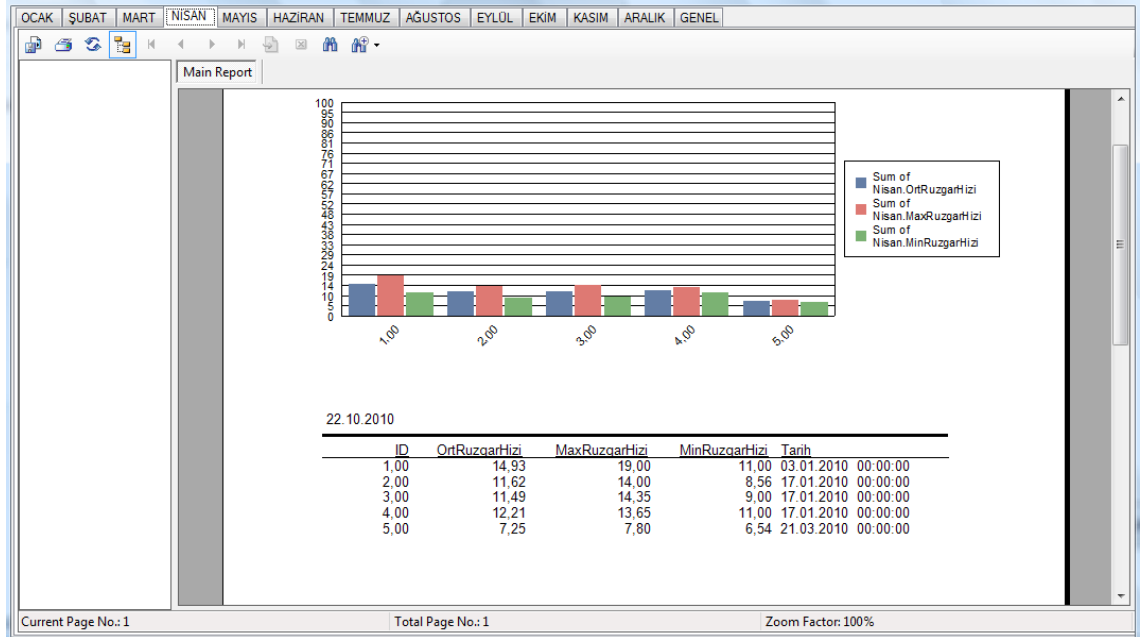 OCAK ŞUBAT MART NİSAN MAYIS HAZİRAN TEMMUZ AĞUSTOS EYLÜL EKİM KASIM ARALIK GENEL
Main Report
100
95
90
86
81
76
71
67
62
57
52
48
43
38
33
29
24
19
14
10
5
0
1,00 2,00 3,00 4,00 5,00
Sum of
Nisan.OrtRuzgarHizi
Sum of
Nisan.MaxRuzgarHizi
Sum of
Nisan.MinRuzgarHizi
22.10.2010
ID OrtRuzgarHizi MaxRuzgarHizi MinRuzgarHizi Tarih
1,00 14,93 19,00 11,00 03.01.2010 00:00:00
2,00 11,62 14,00 8,56 17.01.2010 00:00:00
3,00 11,49 14,35 9,00 17.01.2010 00:00:00
4,00 12,21 13,65 11,00 17.01.2010 00:00:00
5,00 7,25 7,80 6,54 21.03.2010 00:00:00
Current Page No.: 1 Total Page No.: 1 Zoom Factor: 100%